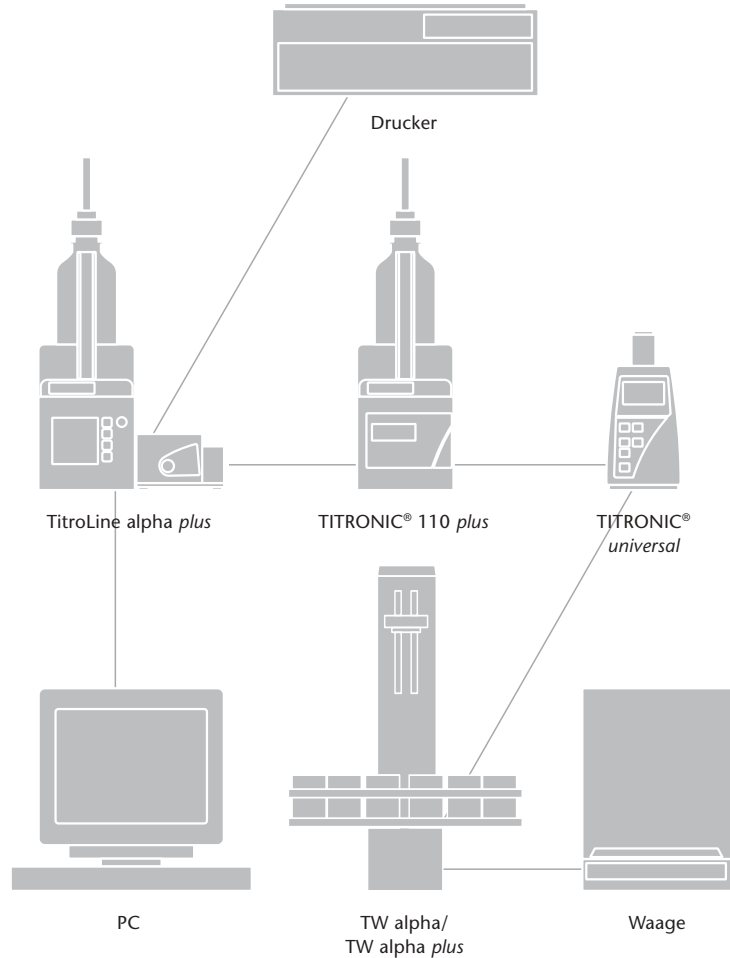 Drucker
TitroLine alpha plus
TITRONIC® 110 plus
TITRONIC®
universal
PC
TW alpha/
TW alpha plus
Waage